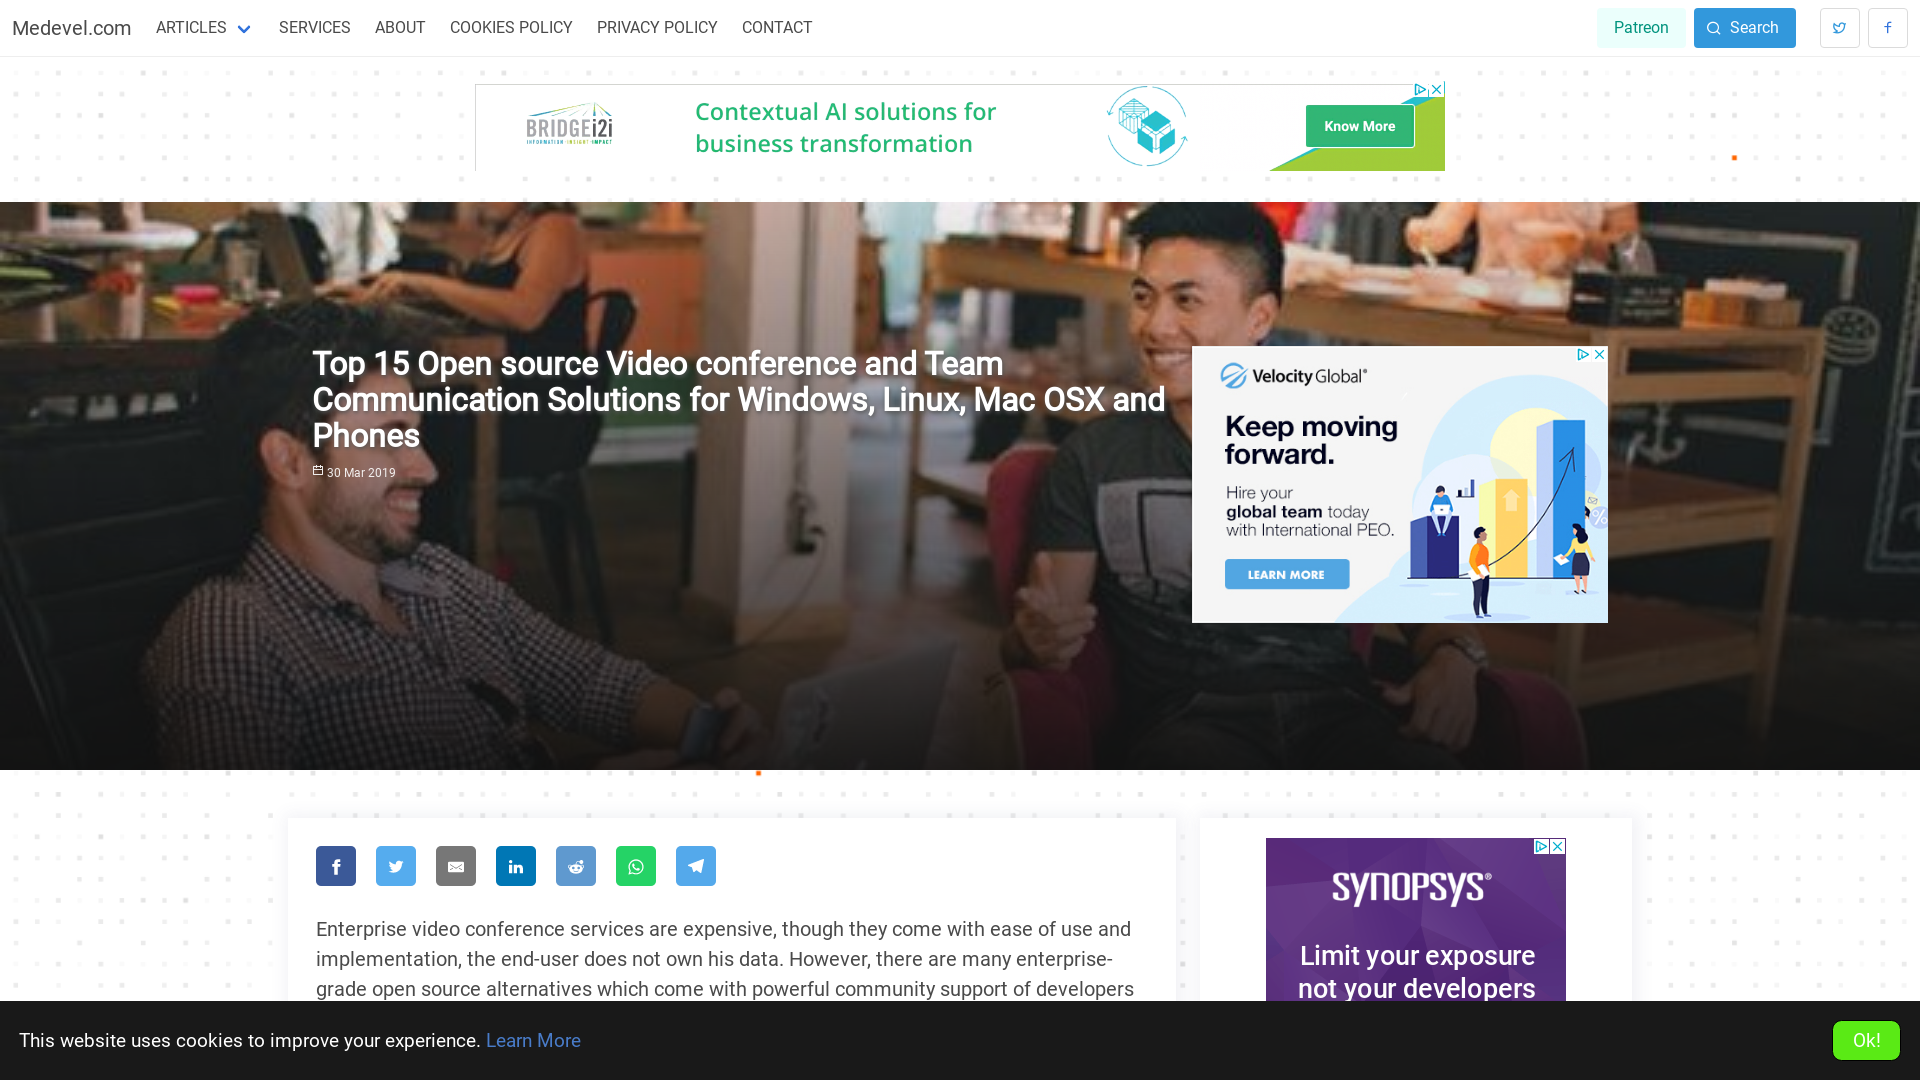 Medevel.com ARTICLES SERVICES ABOUT COOKIES POLICY PRIVACY POLICY CONTACT Patreon Search
BRIDGEi2i
INFORMATION INSIGHT IMPACT
Contextual AI solutions for
business transformation
Know More
Top 15 Open source Video conference and Team
Communication Solutions for Windows, Linux, Mac OSX and
Phones
30 Mar 2019
Velocity Global®
Keep moving
forward.
Hire your
global team today
with International PEO.
LEARN MORE
Enterprise video conference services are expensive, though they come with ease of use and
implementation, the end-user does not own his data. However, there are many enterprise-
grade open source alternatives which come with powerful community support of developers
SYNOPSYS®
Limit your exposure
not your developers
This website uses cookies to improve your experience. Learn More
Ok!